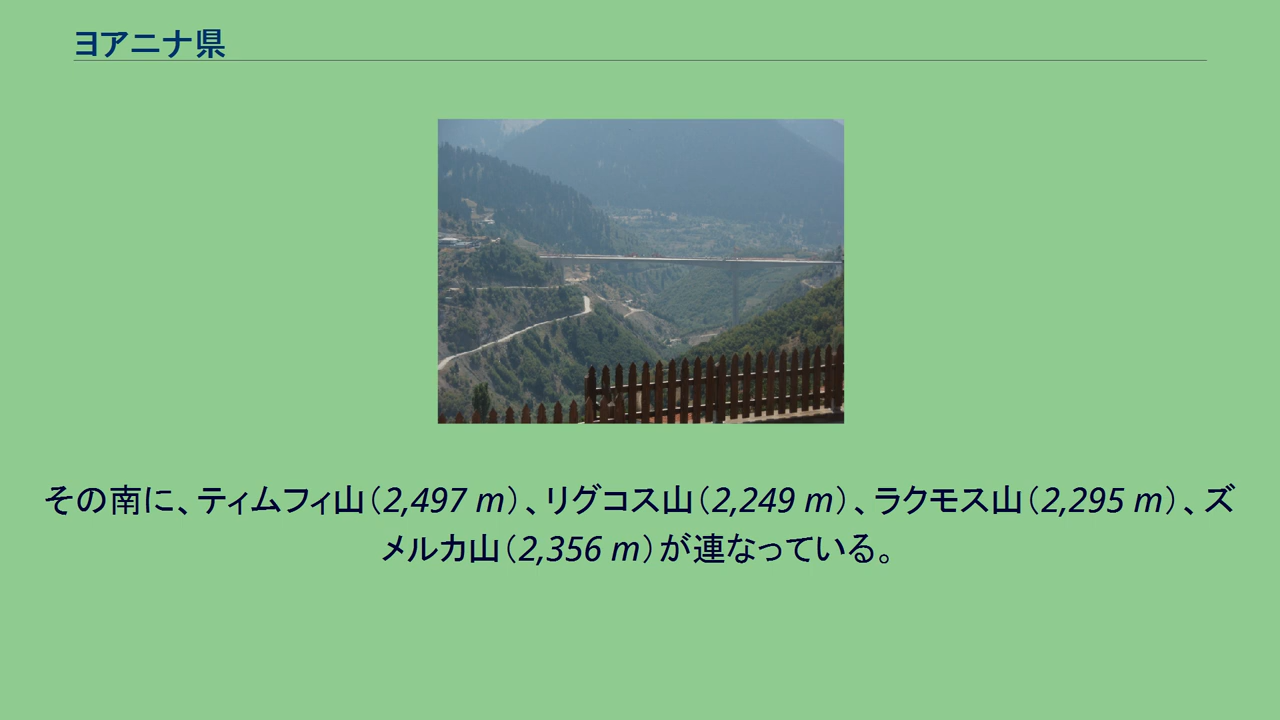 ヨアニナ県
その南に、ティムフィ山（2,497 m）、リグコス山（2,249 m）、ラクモス山（2,295 m）、ズ
メルカ山（2,356 m）が連なっている。